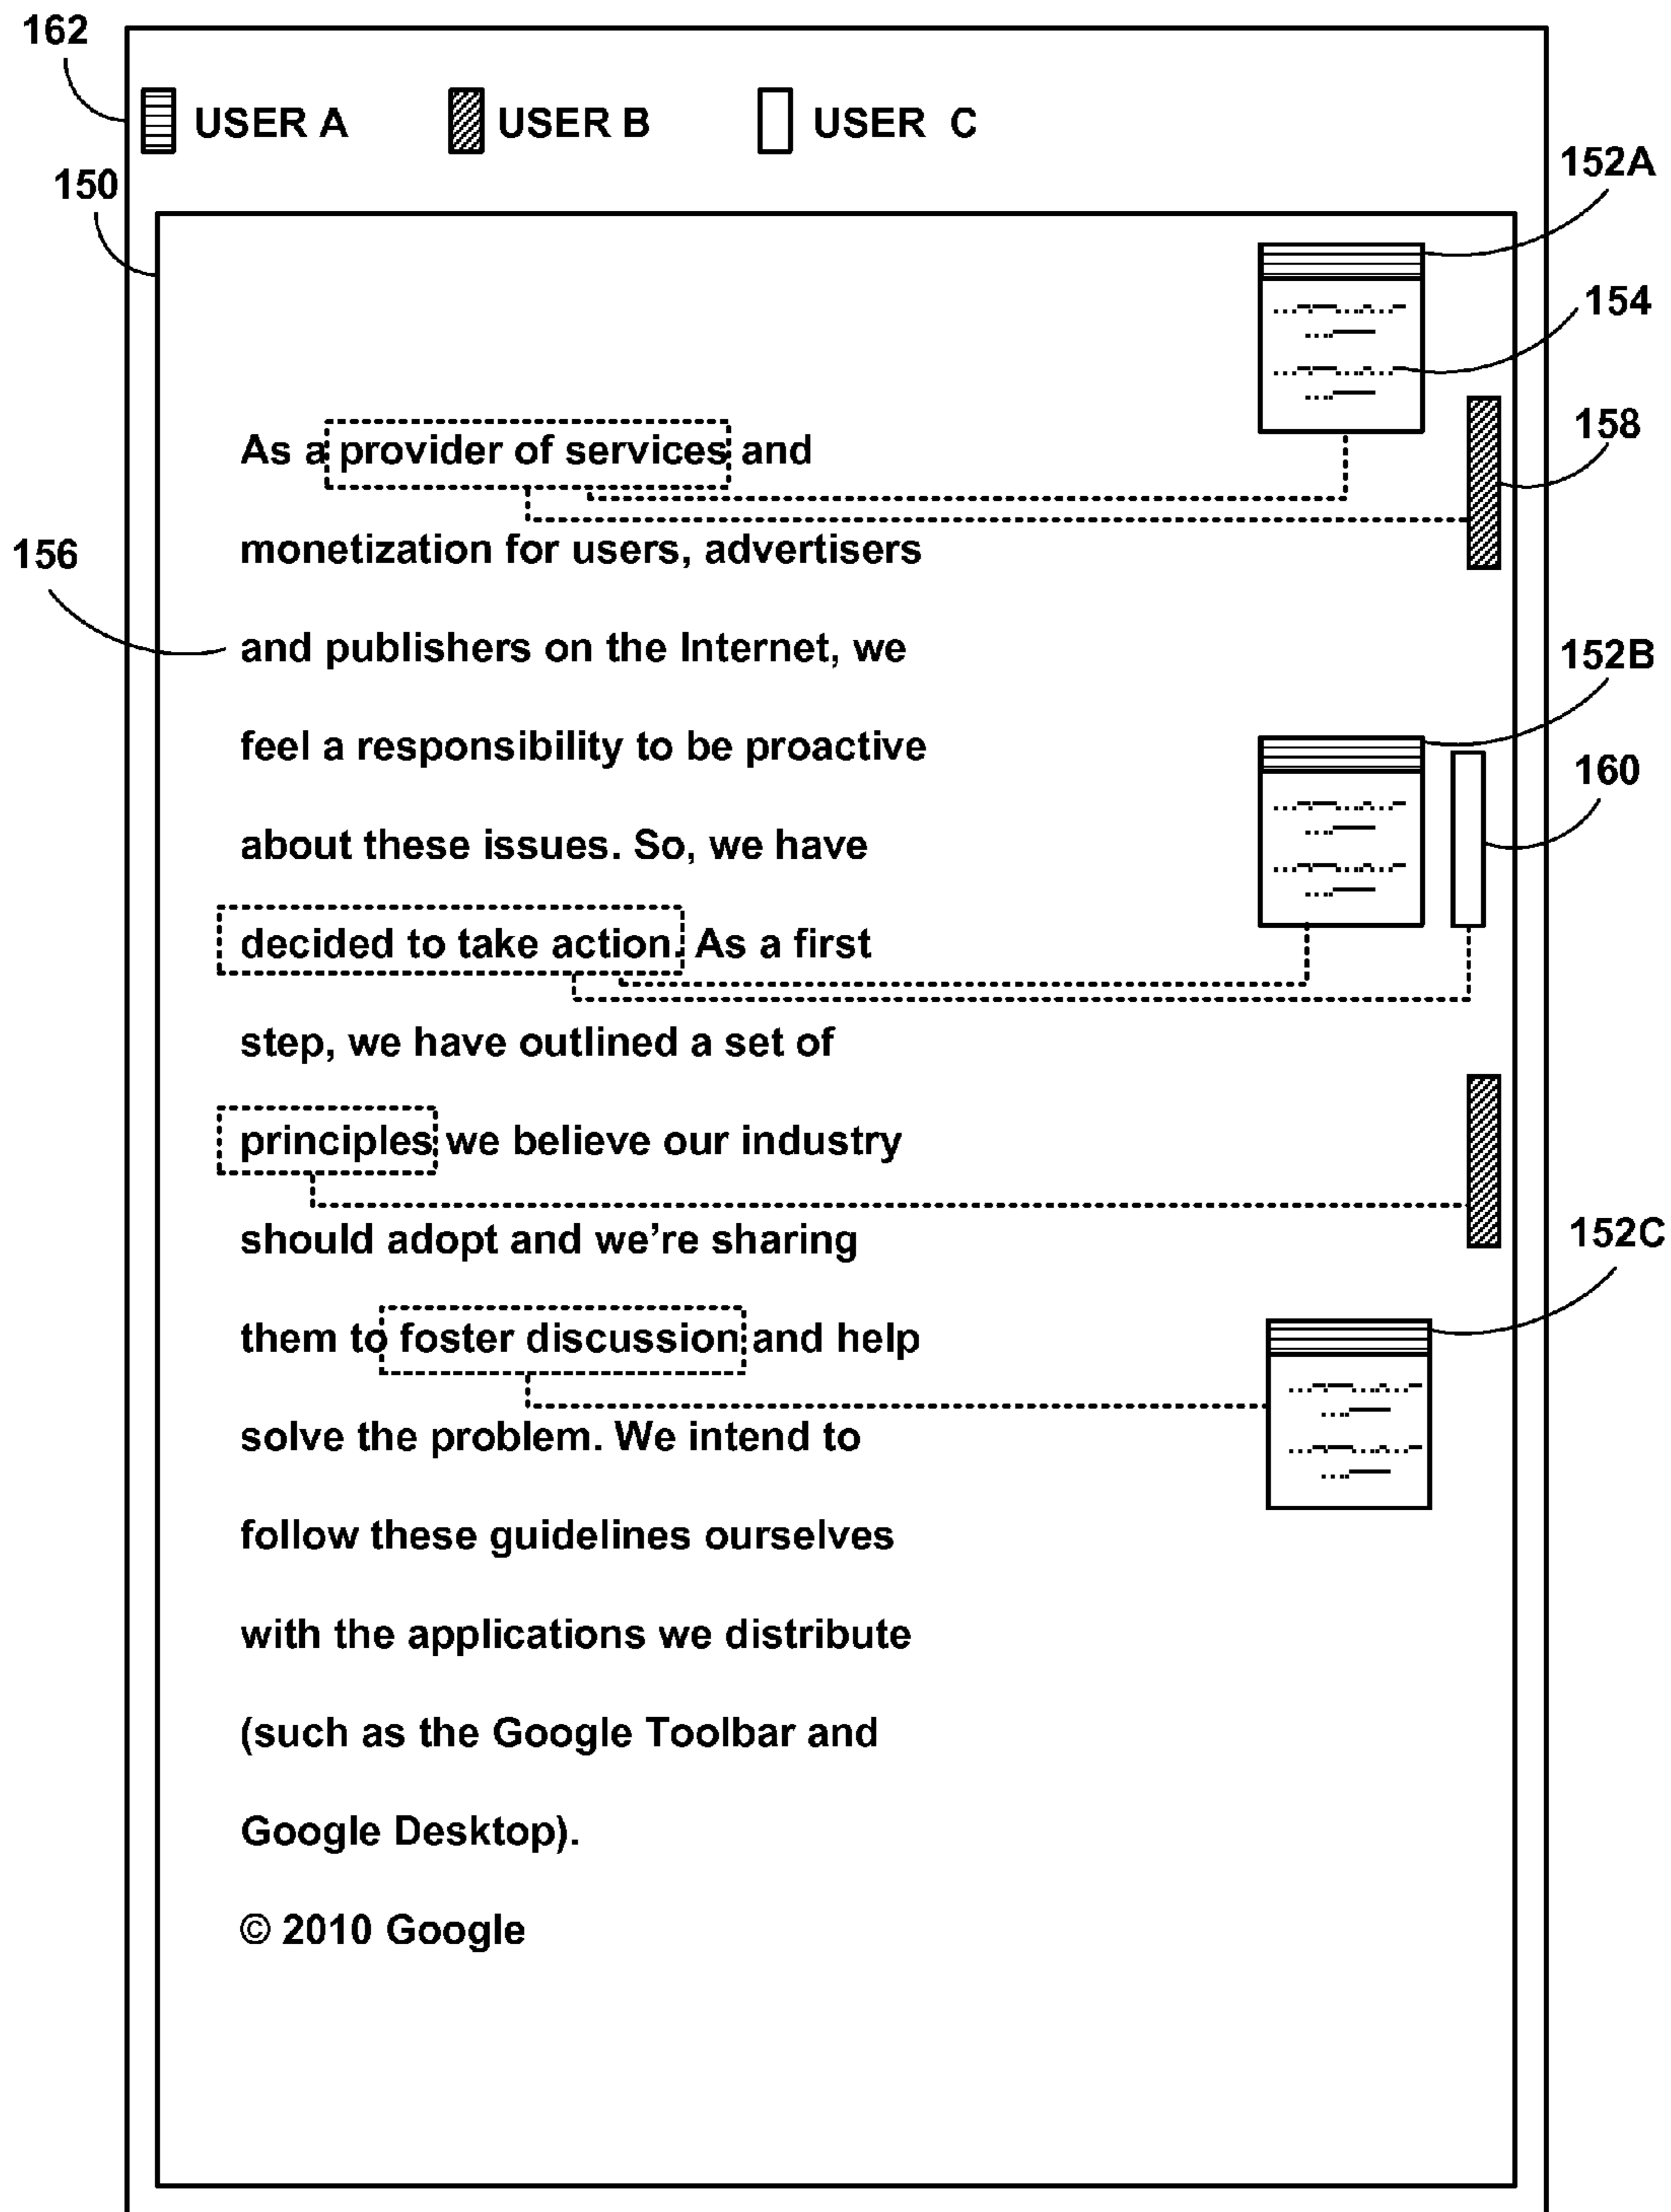 162
USER A USER B USER C
150
152A
154
158
As a provider of services and
monetization for users, advertisers
156
and publishers on the Internet, we
152B
feel a responsibility to be proactive
160
about these issues. So, we have
decided to take action. As a first
step, we have outlined a set of
principles we believe our industry
152C
should adopt and we're sharing
them to foster discussion and help
solve the problem. We intend to
follow these guidelines ourselves
with the applications we distribute
(such as the Google Toolbar and
Google Desktop).
© 2010 Google